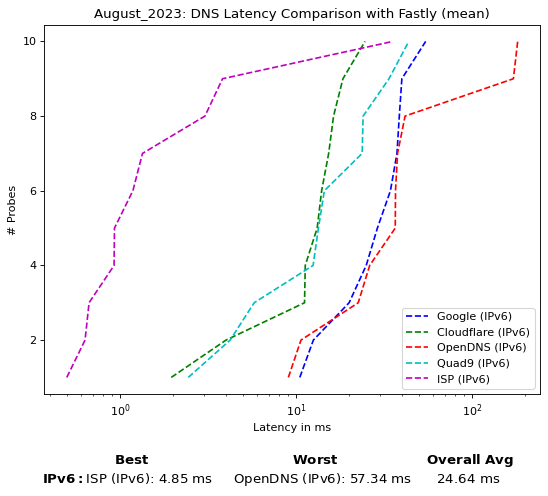 August_2023: DNS Latency Comparison with Fastly (mean)
10
8
6
4
2
# Probes
10⁰ 10¹ 10²
Latency in ms
Google (IPv6)
Cloudflare (IPv6)
OpenDNS (IPv6)
Quad9 (IPv6)
ISP (IPv6)
Best Worst Overall Avg
IPv6: ISP (IPv6): 4.85 ms OpenDNS (IPv6): 57.34 ms 24.64 ms